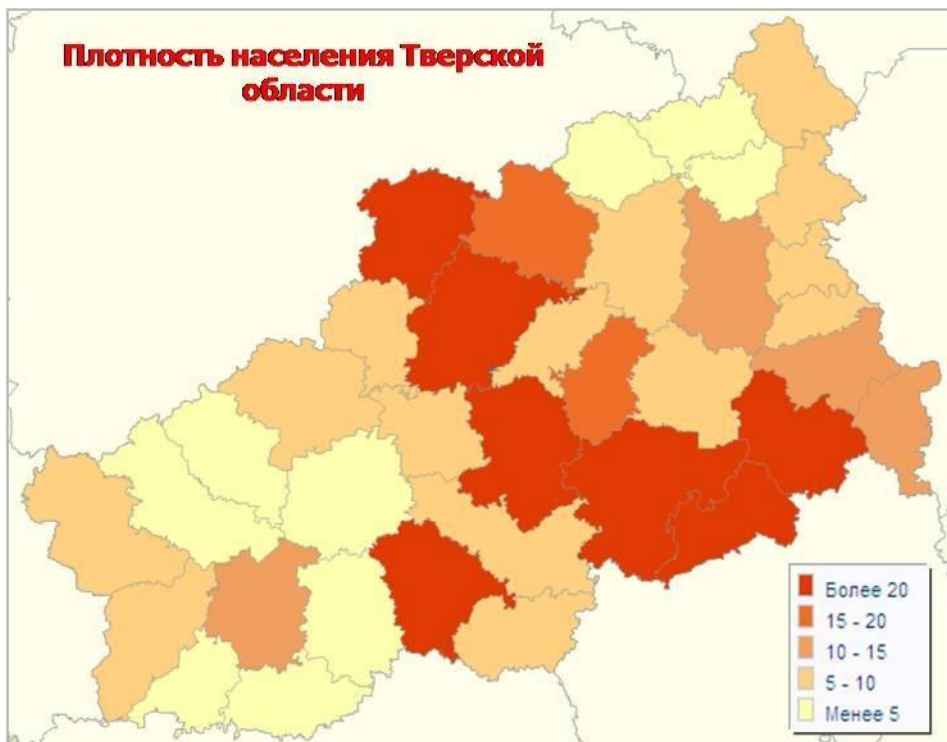 Плотность населения Тверской
области
Более 20
15 - 20
10 - 15
5 - 10
Менее 5